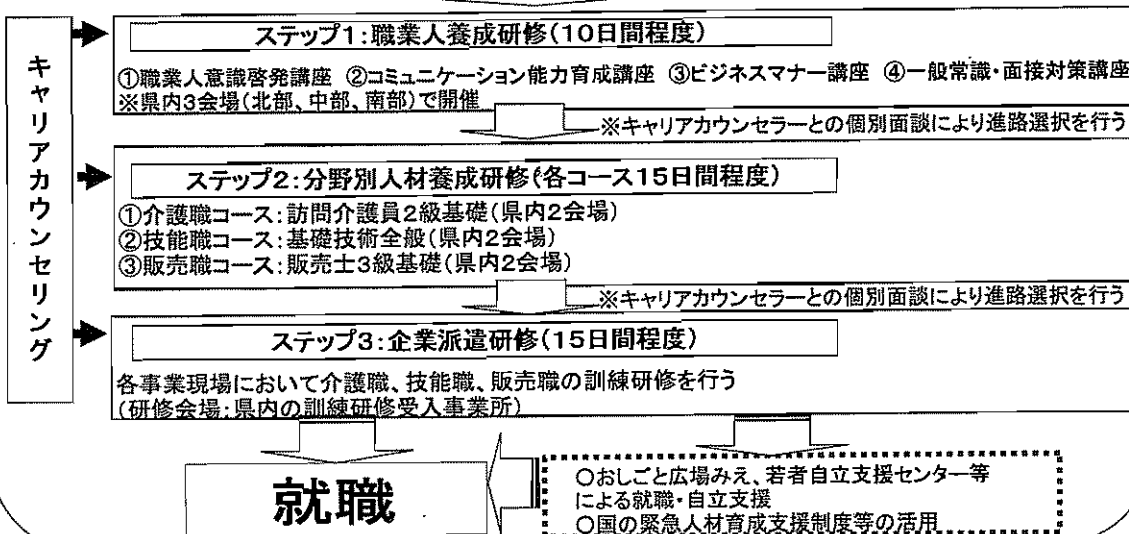 キャリアカウンセリング
ステップ1:職業人養成研修(10日間程度)
①職業人意識啓発講座 ②コミュニケーション能力育成講座 ③ビジネスマナー講座 ④一般常識・面接対策講座
※県内3会場(北部、中部、南部)で開催
※キャリアカウンセラーとの個別面談により進路選択を行う
ステップ2:分野別人材養成研修(各コース15日間程度)
①介護職コース:訪問介護員2級基礎(県内2会場)
②技能職コース:基礎技術全般(県内2会場)
③販売職コース:販売士3級基礎(県内2会場)
※キャリアカウンセラーとの個別面談により進路選択を行う
ステップ3:企業派遣研修(15日間程度)
各事業現場において介護職、技能職、販売職の訓練研修を行う
(研修会場:県内の訓練研修受入事業所)
就職
○おしごと広場みえ、若者自立支援センター等
による就職・自立支援
○国の緊急人材育成支援制度等の活用